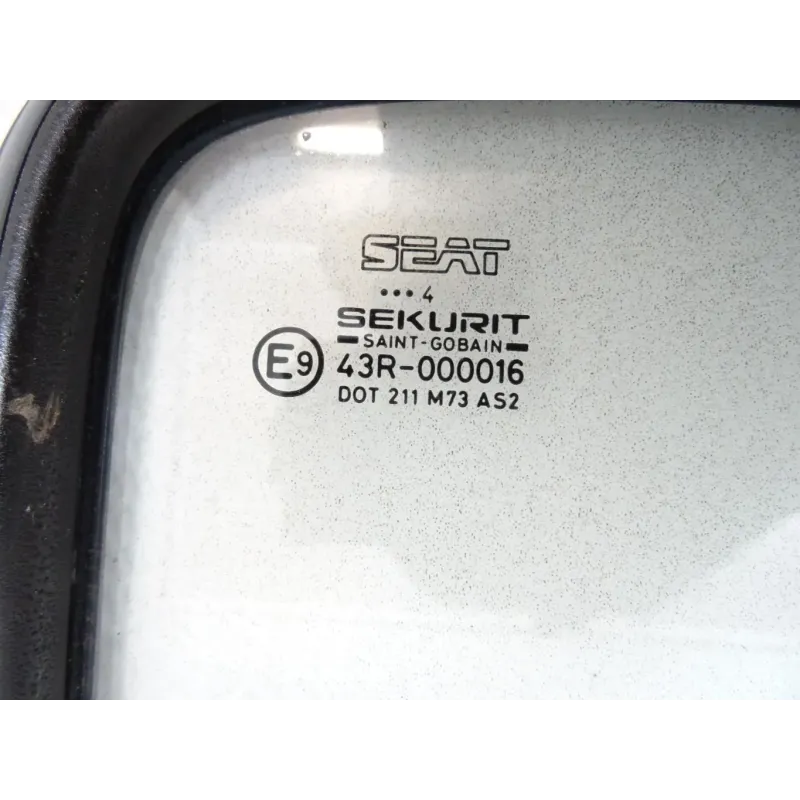 SEAT
••• 4
SEKURIT
SAINT-GOBAIN
E9 43R-000016
DOT 211 M73 AS2